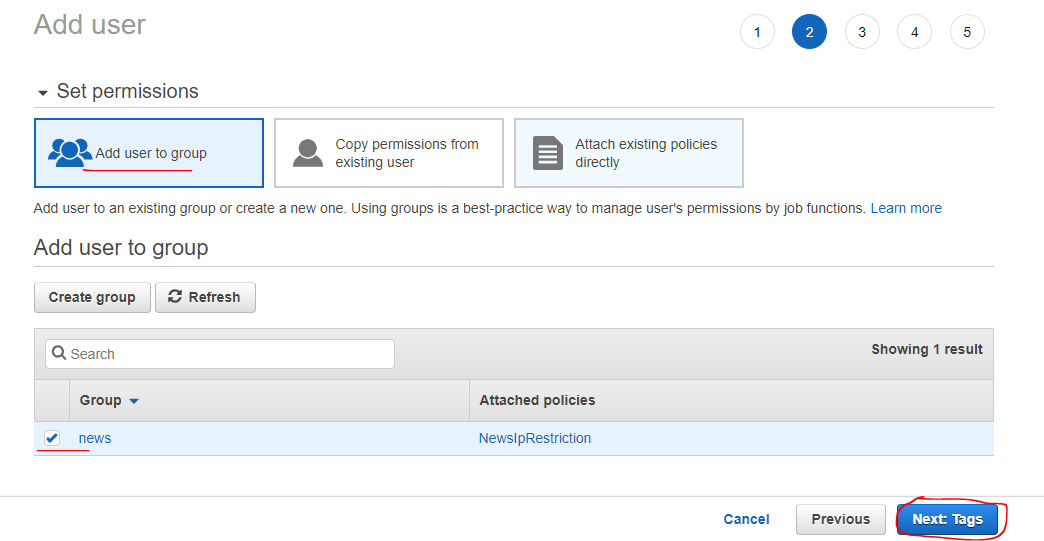 Add user
1 2 3 4 5
Set permissions
Add user to group
Copy permissions from
existing user
Attach existing policies
directly
Add user to an existing group or create a new one. Using groups is a best-practice way to manage user's permissions by job functions. Learn more
Add user to group
Create group Refresh
Search
Showing 1 result
Group Attached policies
news NewsIpRestriction
Cancel Previous Next: Tags